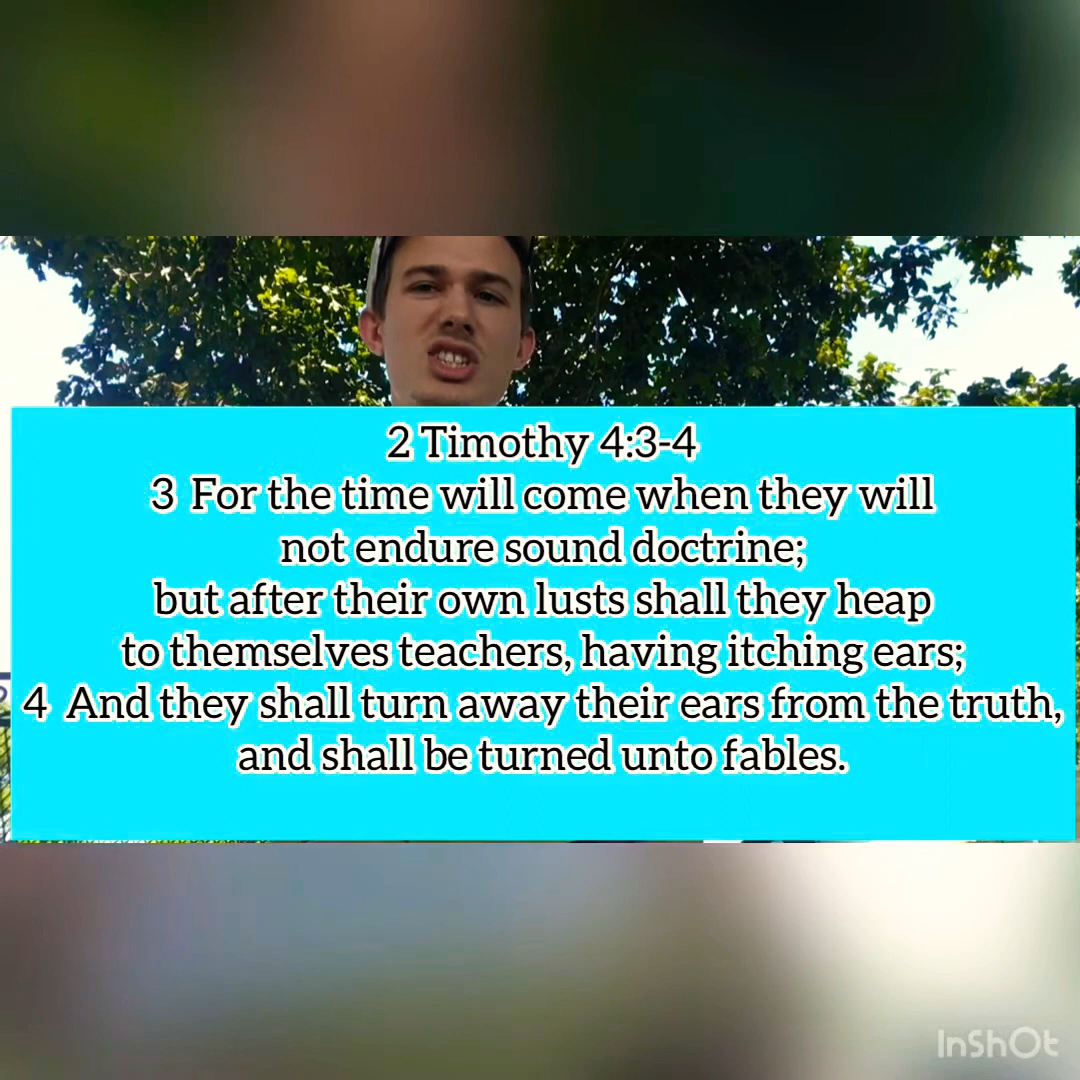 2 Timothy 4:3-4
3 For the time will come when they will
not endure sound doctrine;
but after their own lusts shall they heap
to themselves teachers, having itching ears;
4 And they shall turn away their ears from the truth,
and shall be turned unto fables.
InShOt